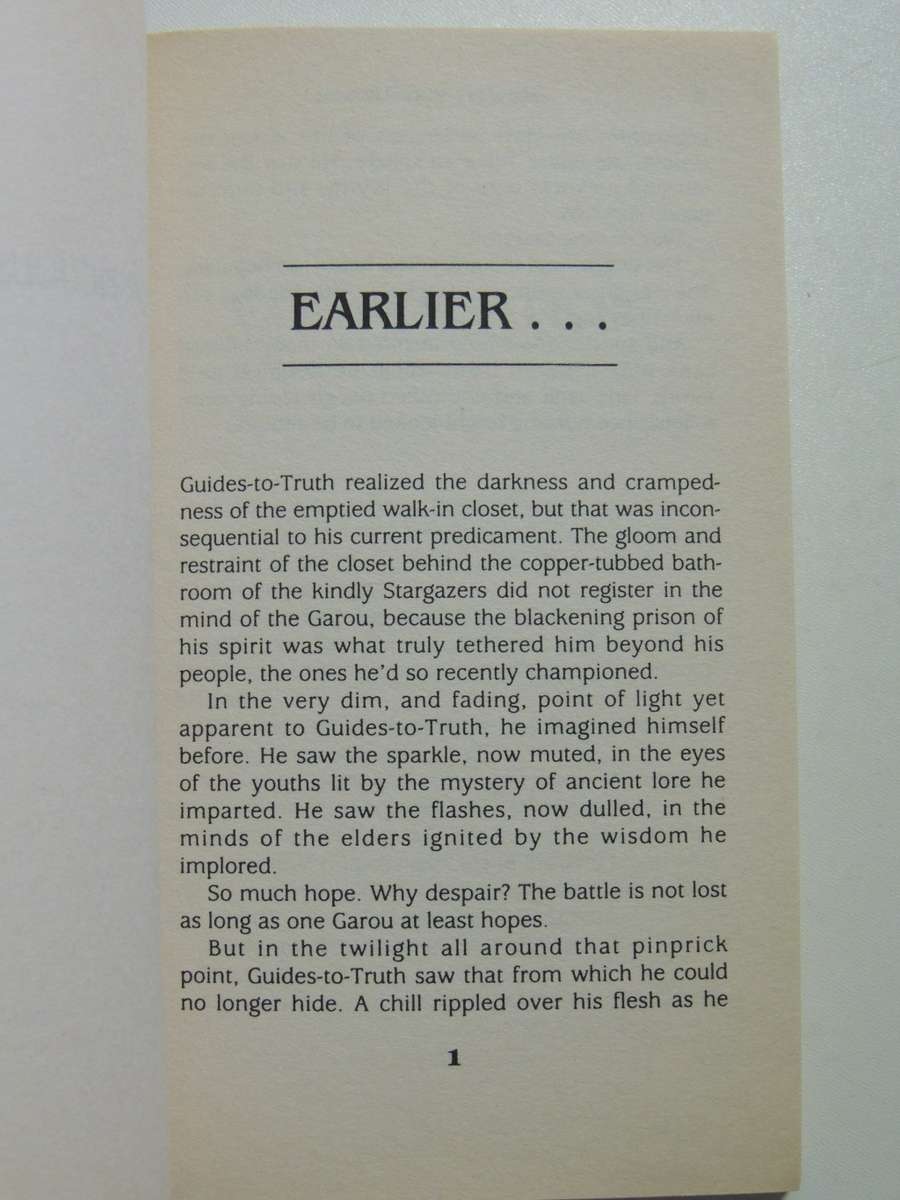 EARLIER . . .
Guides-to-Truth realized the darkness and cramped-
ness of the emptied walk-in closet, but that was incon-
sequential to his current predicament. The gloom and
restraint of the closet behind the copper-tubbed bath-
room of the kindly Stargazers did not register in the
mind of the Garou, because the blackening prison of
his spirit was what truly tethered him beyond his
people, the ones he'd so recently championed.
In the very dim, and fading, point of light yet
apparent to Guides-to-Truth, he imagined himself
before. He saw the sparkle, now muted, in the eyes
of the youths lit by the mystery of ancient lore he
imparted. He saw the flashes, now dulled, in the
minds of the elders ignited by the wisdom he
implored.
So much hope. Why despair? The battle is not lost
as long as one Garou at least hopes.
But in the twilight all around that pinprick
point, Guides-to-Truth saw that from which he could
no longer hide. A chill rippled over his flesh as he
1